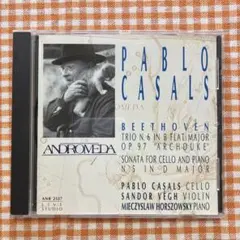 PABLO
CASALS
BEETHOVEN
TRIO N.6 IN B FLAT MAJOR
OP. 97 "ARCHDUKE"
SONATA FOR CELLO AND PIANO
N.5 IN D MAJOR
ANDROMEDA
PABLO CASALS CELLO
SANDOR VEGH VIOLIN
MIECZYSLAW HORSZOWSKI PIANO